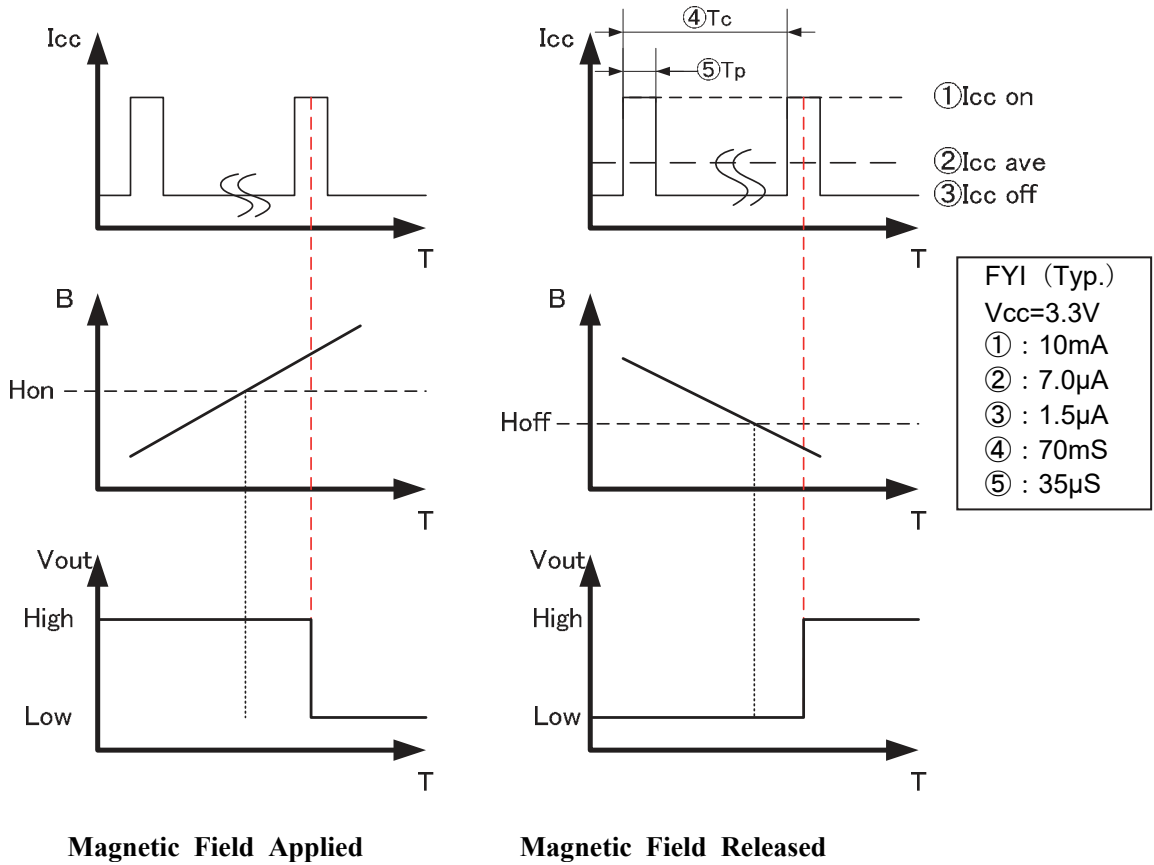 Icc
T
B
Hon
T
Vout
High
Low
T
Magnetic Field Applied
④Tc
Icc
⑤Tp
①Icc on
②Icc ave
③Icc off
T
B
Hoff
T
Vout
High
Low
T
Magnetic Field Released
FYI（Typ.）
Vcc=3.3V
①：10mA
②：7.0µA
③：1.5µA
④：70mS
⑤：35µS